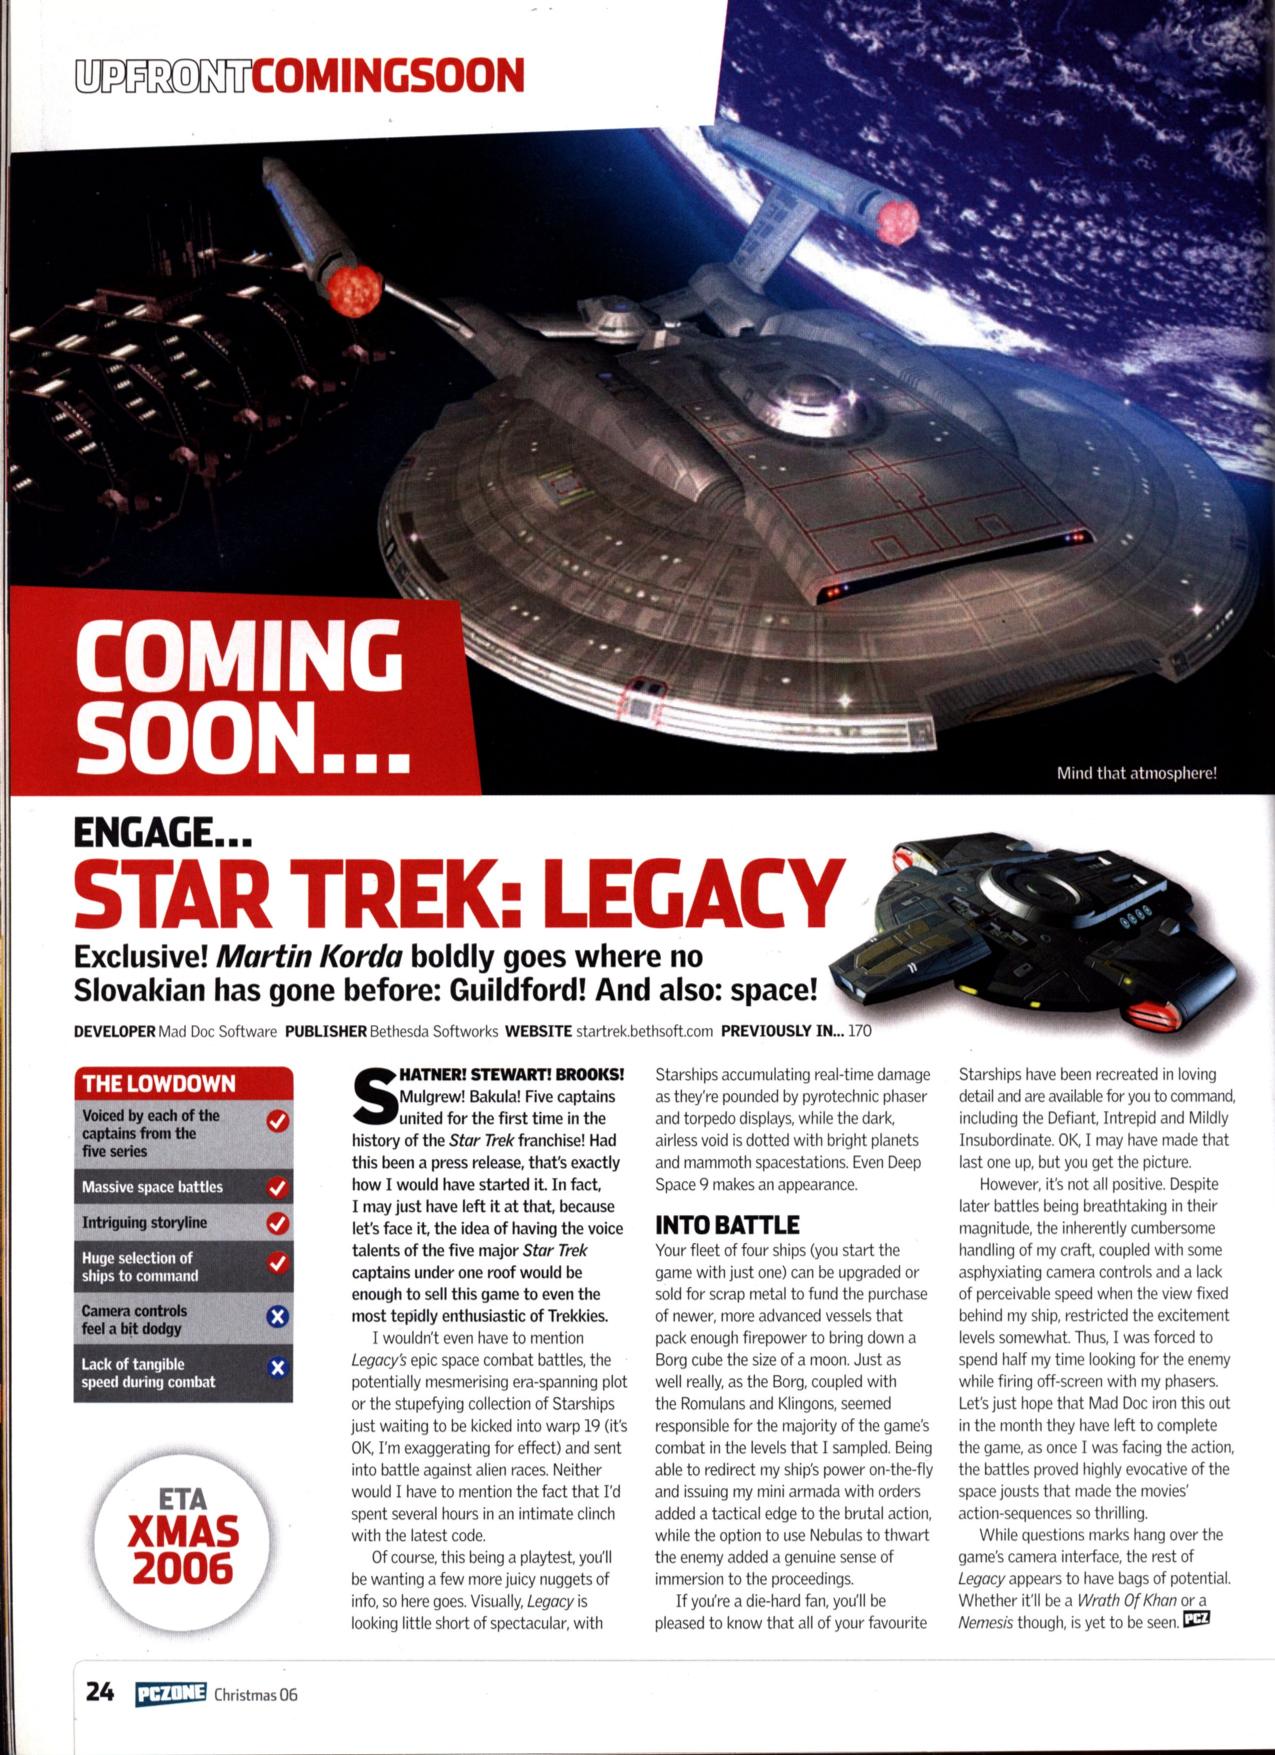 UPFRONTCOMINGSOON
Mind that atmosphere!
COMING
SOON...
ENGAGE...
STAR TREK: LEGACY
Exclusive! Martin Korda boldly goes where no
Slovakian has gone before: Guildford! And also: space!
DEVELOPER Mad Doc Software PUBLISHER Bethesda Softworks WEBSITE startrek.bethsoft.com PREVIOUSLY IN... 170
THE LOWDOWN
Voiced by each of the
captains from the
five series
Massive space battles
Intriguing storyline
Huge selection of
ships to command
Camera controls
feel a bit dodgy
Lack of tangible
speed during combat
ETA
XMAS
2006
SHATNER! STEWART! BROOKS!
Mulgrew! Bakula! Five captains
united for the first time in the
history of the Star Trek franchise! Had
this been a press release, that's exactly
how I would have started it. In fact,
I may just have left it at that, because
let's face it, the idea of having the voice
talents of the five major Star Trek
captains under one roof would be
enough to sell this game to even the
most tepidly enthusiastic of Trekkies.
I wouldn't even have to mention
Legacy's epic space combat battles, the
potentially mesmerising era-spanning plot
or the stupefying collection of Starships
just waiting to be kicked into warp 19 (it's
OK, I'm exaggerating for effect) and sent
into battle against alien races. Neither
would I have to mention the fact that I'd
spent several hours in an intimate clinch
with the latest code.
Of course, this being a playtest, you'll
be wanting a few more juicy nuggets of
info, so here goes. Visually, Legacy is
looking little short of spectacular, with
Starships accumulating real-time damage
as they're pounded by pyrotechnic phaser
and torpedo displays, while the dark,
airless void is dotted with bright planets
and mammoth spacestations. Even Deep
Space 9 makes an appearance.
INTO BATTLE
Your fleet of four ships (you start the
game with just one) can be upgraded or
sold for scrap metal to fund the purchase
of newer, more advanced vessels that
pack enough firepower to bring down a
Borg cube the size of a moon. Just as
well really, as the Borg, coupled with
the Romulans and Klingons, seemed
responsible for the majority of the game's
combat in the levels that I sampled. Being
able to redirect my ship's power on-the-fly
and issuing my mini armada with orders
added a tactical edge to the brutal action,
while the option to use Nebulas to thwart
the enemy added a genuine sense of
immersion to the proceedings.
If you're a die-hard fan, you'll be
pleased to know that all of your favourite
Starships have been recreated in loving
detail and are available for you to command,
including the Defiant, Intrepid and Mildly
Insubordinate. OK, I may have made that
last one up, but you get the picture.
However, it's not all positive. Despite
later battles being breathtaking in their
magnitude, the inherently cumbersome
handling of my craft, coupled with some
asphyxiating camera controls and a lack
of perceivable speed when the view fixed
behind my ship, restricted the excitement
levels somewhat. Thus, I was forced to
spend half my time looking for the enemy
while firing off-screen with my phasers.
Let's just hope that Mad Doc iron this out
in the month they have left to complete
the game, as once I was facing the action,
the battles proved highly evocative of the
space jousts that made the movies'
action-sequences so thrilling.
While questions marks hang over the
game's camera interface, the rest of
Legacy appears to have bags of potential.
Whether it'll be a Wrath Of Khan or a
Nemesis though, is yet to be seen. PCZ
24 PCZONE Christmas 06